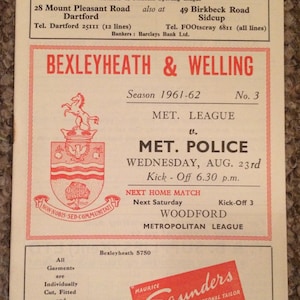 28 Mount Pleasant Road also at 49 Birkbeck Road
Dartford Sidcup
Tel. Dartford 25111 (12 lines) Tel. FOOtscray 6811 (all lines)
Bankers : Barclays Bank Ltd.
BEXLEYHEATH & WELLING
Season 1961-62 No. 3
MET. LEAGUE
v.
MET. POLICE
WEDNESDAY, AUG. 23rd
Kick - Off 6.30 p.m.
NEXT HOME MATCH
Next Saturday Kick-Off 3
WOODFORD
METROPOLITAN LEAGUE
Bexleyheath 5750
All
Garments
are
Individually
Cut, Fitted
MAURICE
Saunders
TAILOR